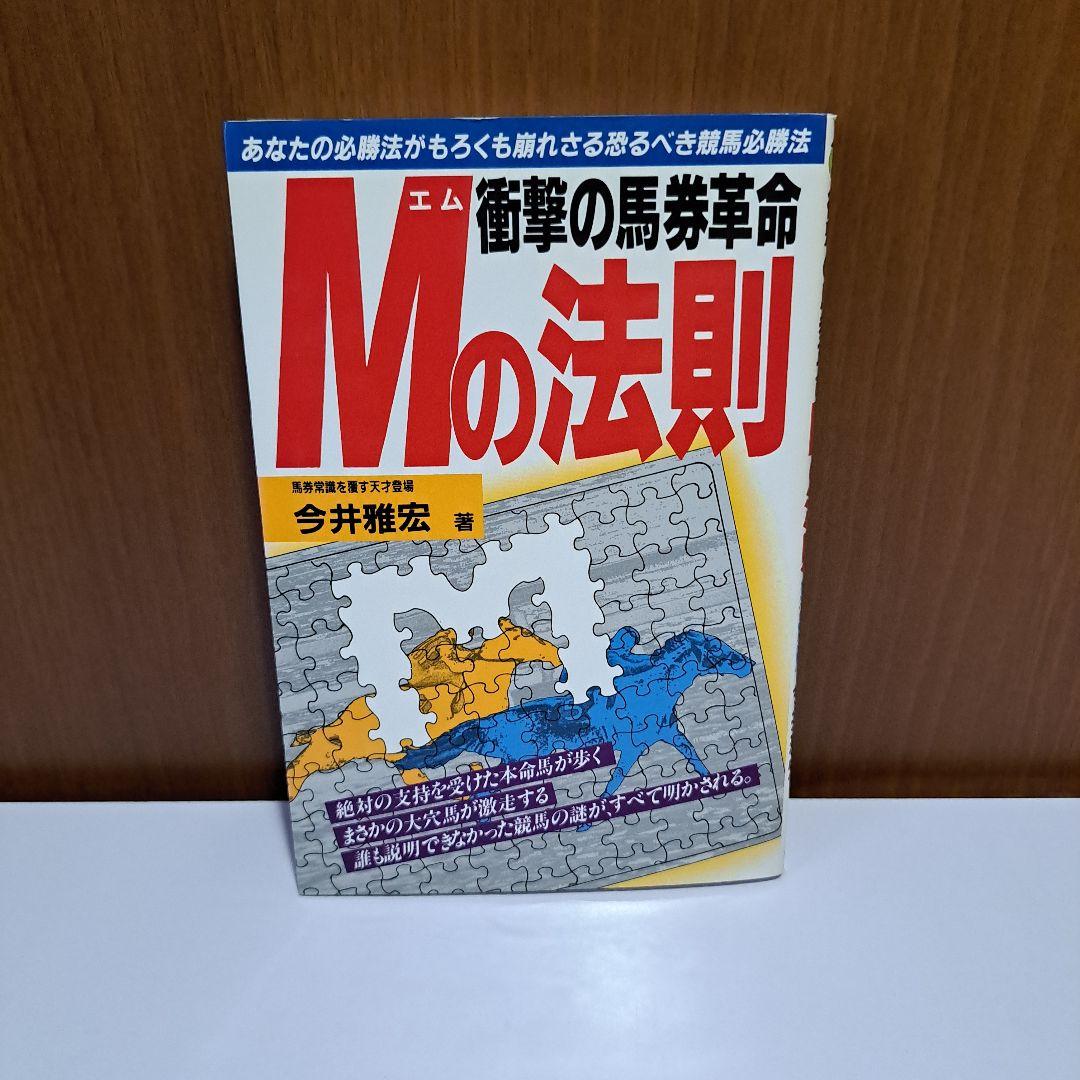 あなたの必勝法がもろくも崩れさる恐るべき競馬必勝法
エム
衝撃の馬券革命
Mの法則
馬券常識を覆す天才登場
今井雅宏 著
絶対の支持を受けた本命馬が歩く
まさかの大穴馬が激走する
誰も説明できなかった競馬の謎が、すべて明かされる。